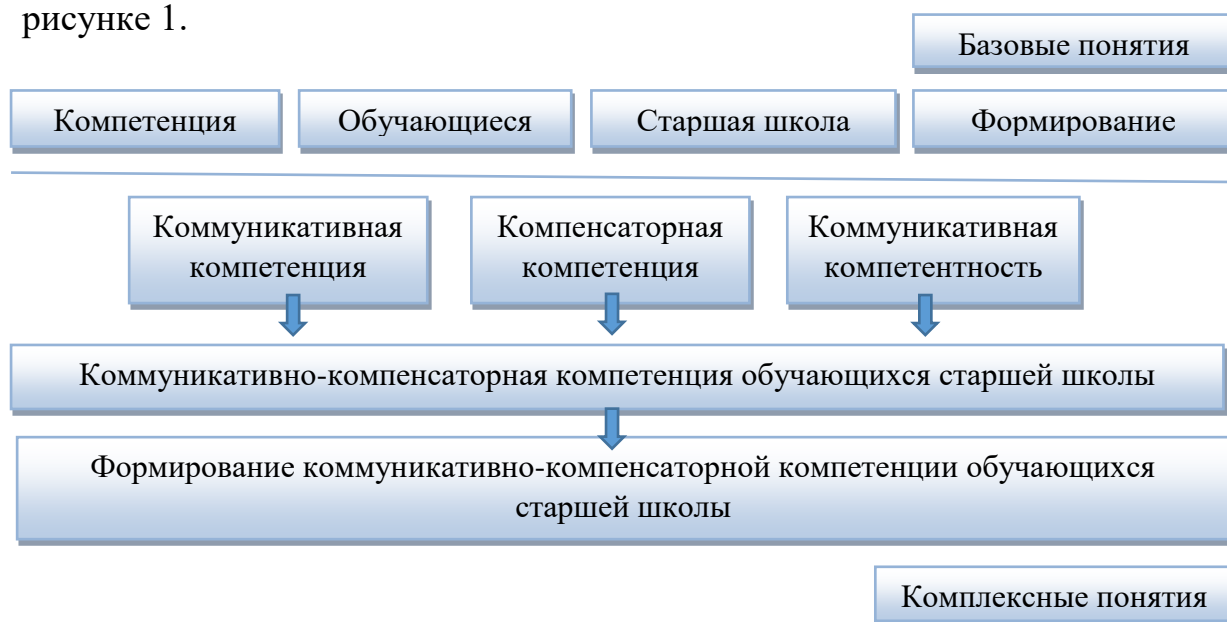 рисунке 1.
Базовые понятия
Компетенция
Обучающиеся
Старшая школа
Формирование
Коммуникативная
компетенция
Компенсаторная
компетенция
Коммуникативная
компетентность
Коммуникативно-компенсаторная компетенция обучающихся старшей школы
Формирование коммуникативно-компенсаторной компетенции обучающихся
старшей школы
Комплексные понятия